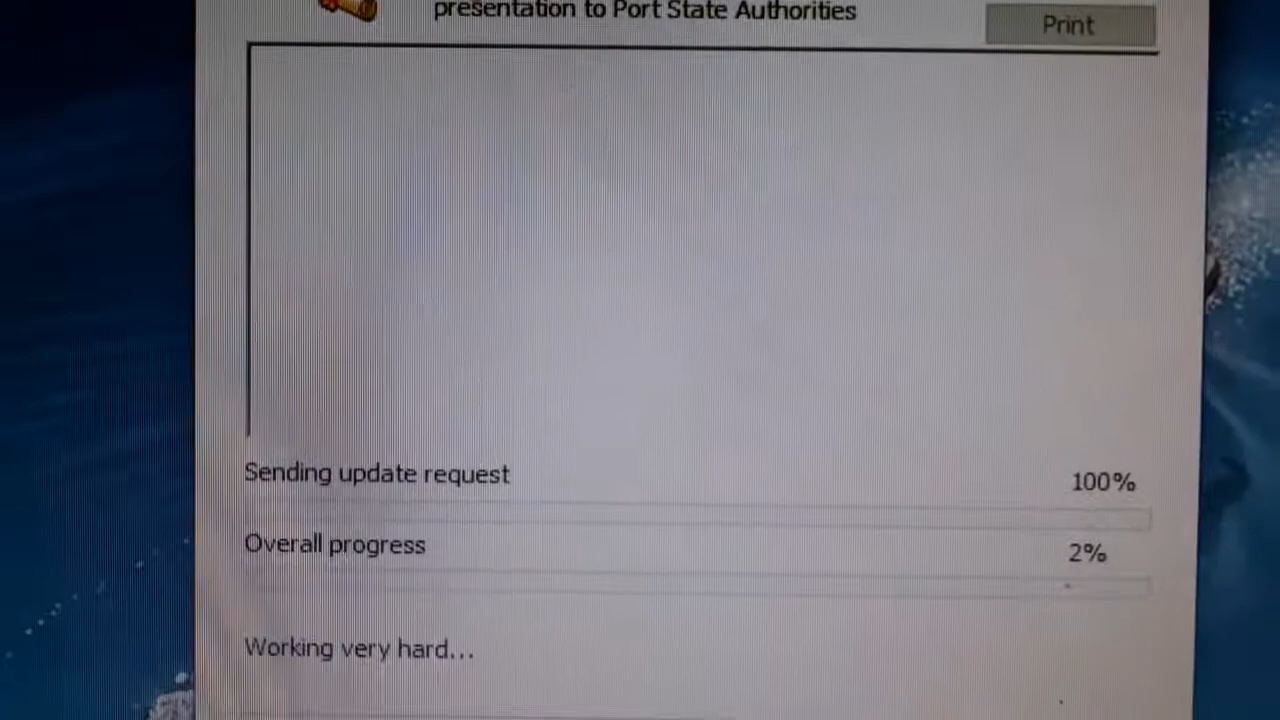 presentation to Port State Authorities
Print
Sending update request
100%
Overall progress
2%
Working very hard...